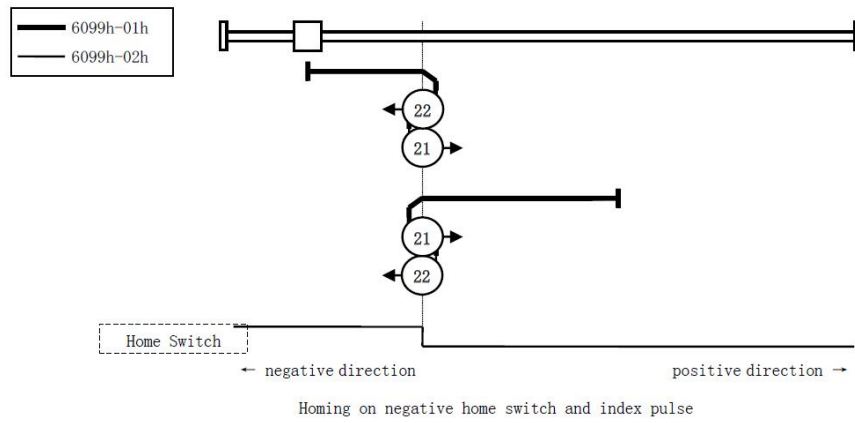 6099h-01h
6099h-02h
22
21
21
22
Home Switch
← negative direction
positive direction →
Homing on negative home switch and index pulse